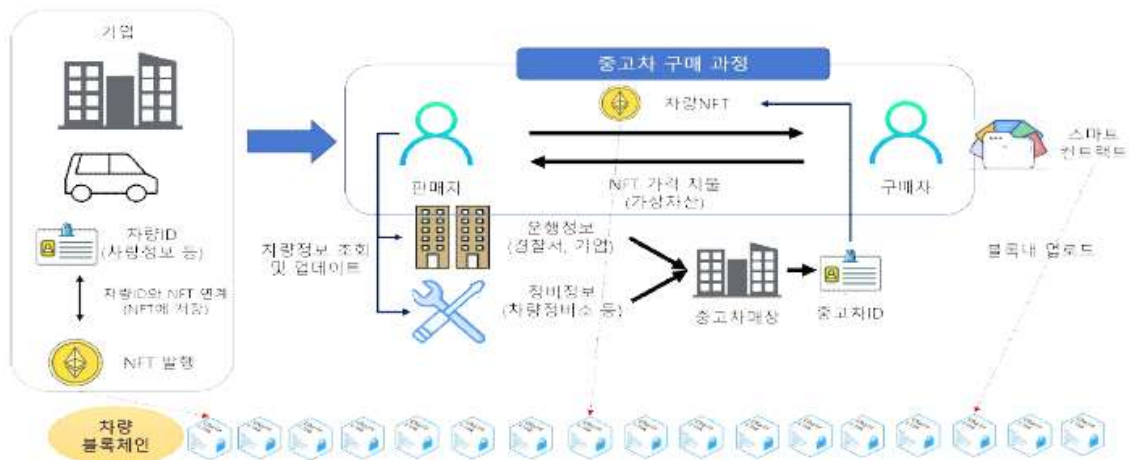 기업
차량ID
(차량정보 등)
차량ID와 NFT 연계
(NFT에 저장)
NFT 발행
중고차 구매 과정
차량NFT
판매자
NFT 가격 지불
(가상자산)
구매자
스마트
컨트랙트
차량정보 조회
및 업데이트
운행정보
(경찰서, 기업)
정비정보
(차량정비소 등)
중고차매장
중고차ID
블록내 업로드
차량
블록체인